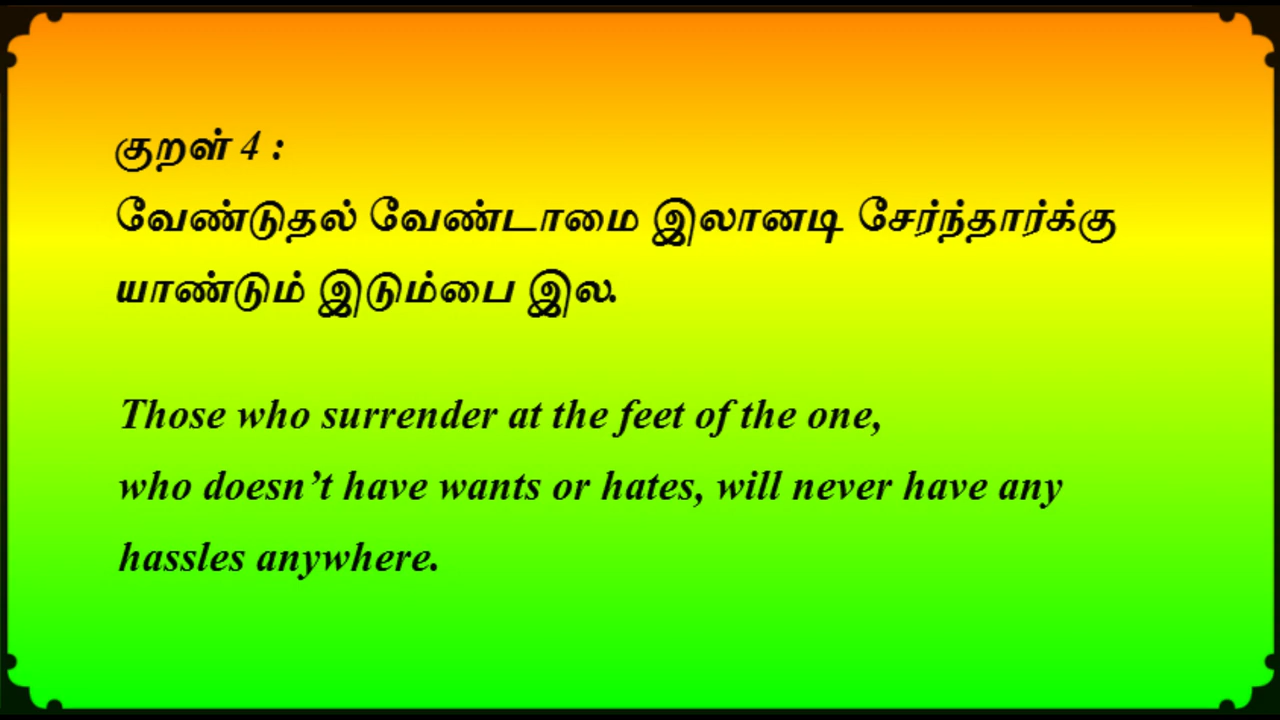 குறள் 4 :
வேண்டுதல் வேண்டாமை இலானடி சேர்ந்தார்க்கு
யாண்டும் இடும்பை இல.
Those who surrender at the feet of the one,
who doesn’t have wants or hates, will never have any
hassles anywhere.